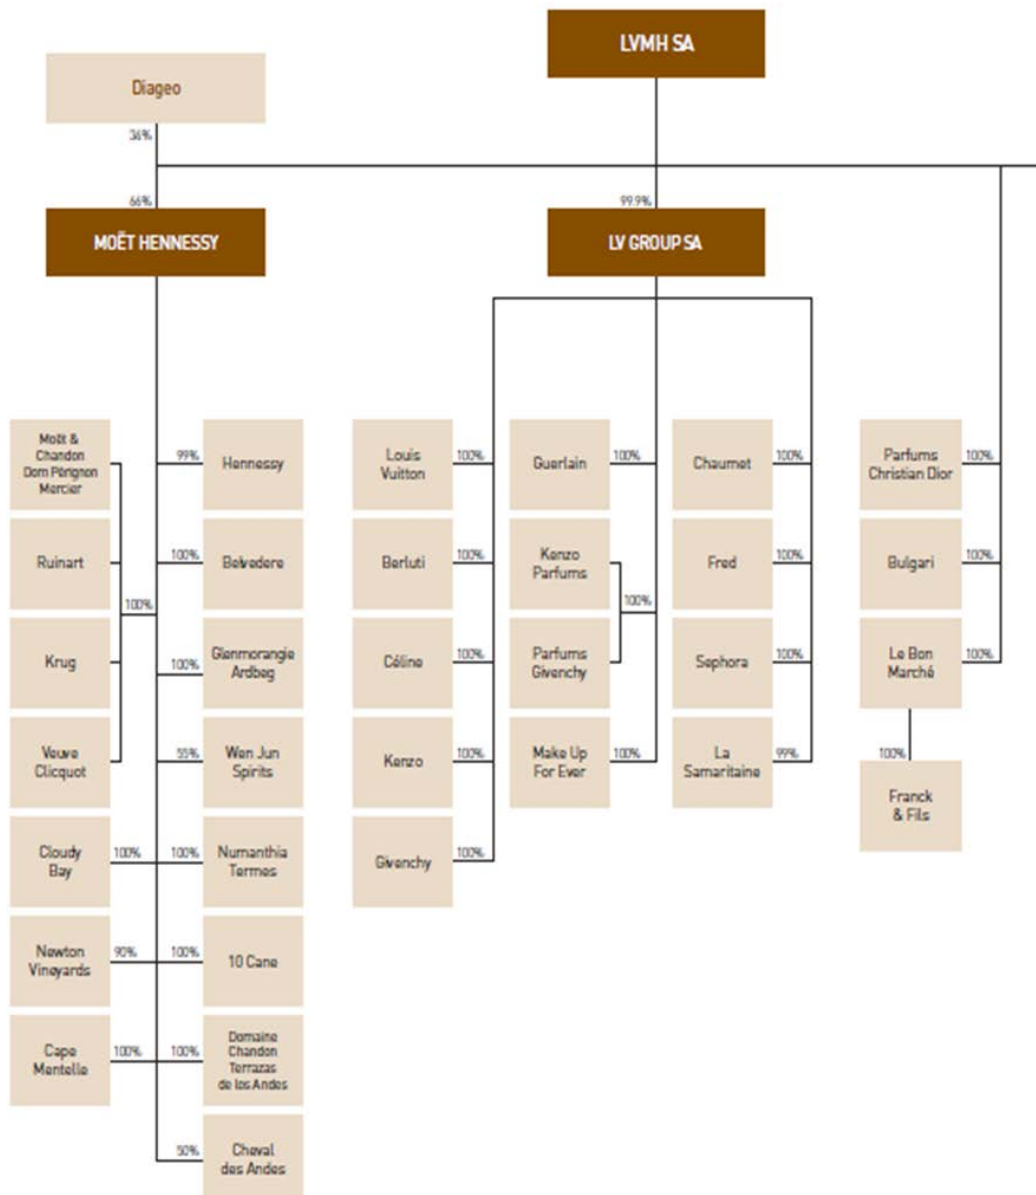 LVMH SA
Diageo
34%
66%
99.9%
MOËT HENNESSY
LV GROUP SA
Moët &
Chandon
Dom Pérignon
Mercier
99%
Hennessy
Louis
Vuitton
100%
Guerlain
100%
Chaumet
100%
Parfums
Christian Dior
100%
Ruinart
100%
Belvedere
Berluti
100%
Kenzo
Parfums
Fred
100%
Bulgari
100%
100%
100%
Krug
100%
Glenmorangie
Ardbeg
Céline
100%
Parfums
Givenchy
Sephora
100%
Le Bon
Marché
100%
Veuve
Clicquot
55%
Wen Jun
Spirits
Kenzo
100%
Make Up
For Ever
100%
La
Samaritaine
99%
100%
Franck
& Fils
Cloudy
Bay
100%
100%
Numanthia
Termes
Givenchy
100%
Newton
Vineyards
90%
100%
10 Cane
Cape
Mentelle
100%
100%
Domaine
Chandon
Terrazas
de los Andes
50%
Cheval
des Andes